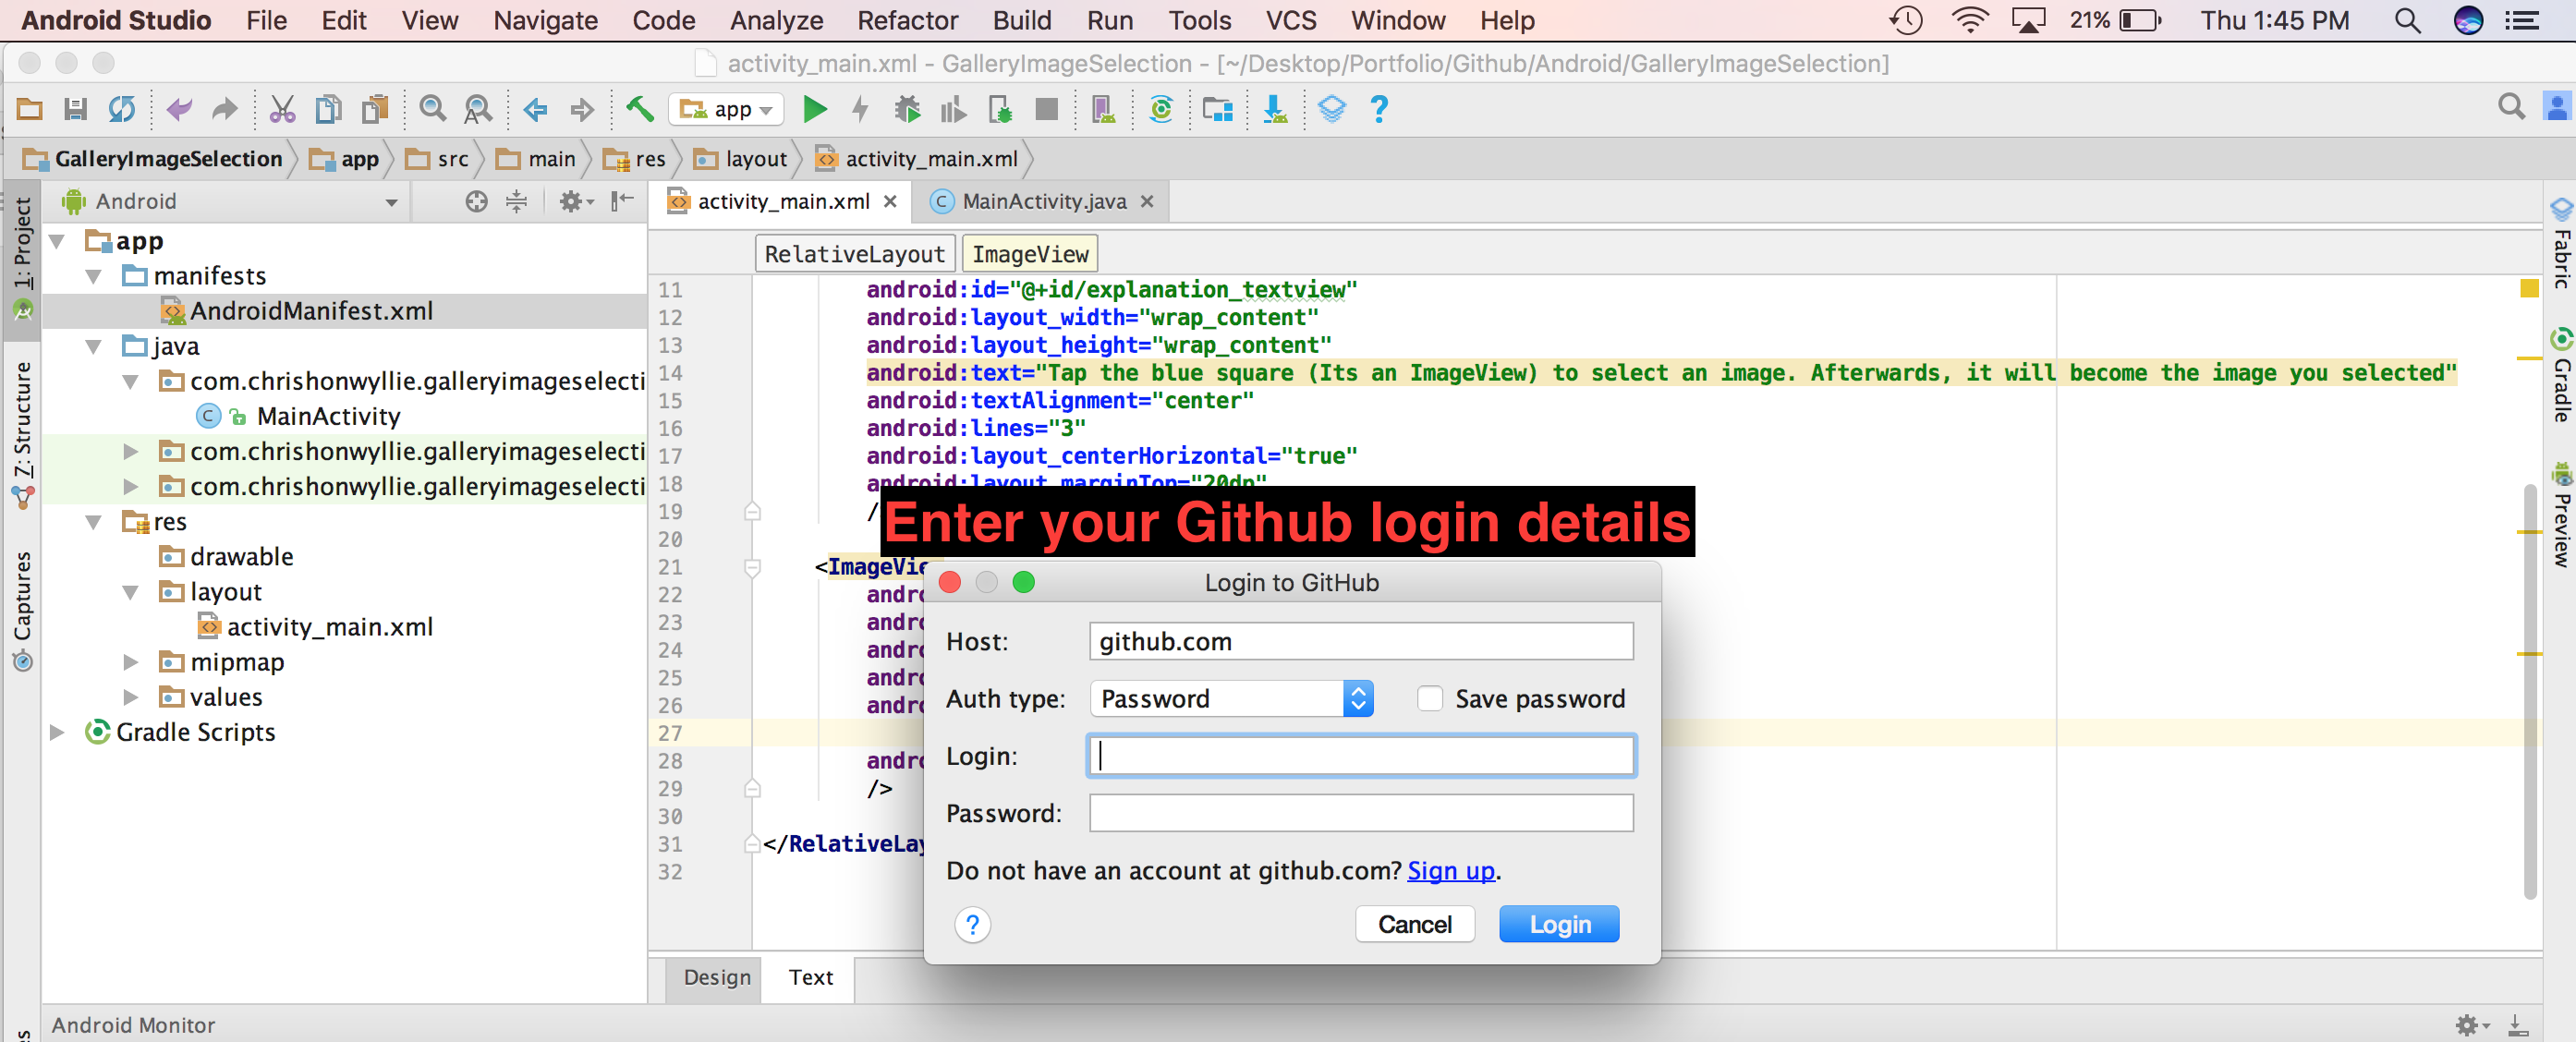 Android Studio File Edit View Navigate Code Analyze Refactor Build Run Tools VCS Window Help 21% Thu 1:45 PM
activity_main.xml - GalleryImageSelection - [~/Desktop/Portfolio/Github/Android/GalleryImageSelection]
app
GalleryImageSelection app src main res layout activity_main.xml
1: Project
Z: Structure
Captures
Android
app
manifests
AndroidManifest.xml
java
com.chrishonwyllie.galleryimageselecti
MainActivity
com.chrishonwyllie.galleryimageselecti
com.chrishonwyllie.galleryimageselecti
res
drawable
layout
activity_main.xml
mipmap
values
Gradle Scripts
activity_main.xml MainActivity.java
RelativeLayout ImageView
11 android:id="@+id/explanation_textview"
12 android:layout_width="wrap_content"
13 android:layout_height="wrap_content"
14 android:text="Tap the blue square (Its an ImageView) to select an image. Afterwards, it will become the image you selected"
15 android:textAlignment="center"
16 android:lines="3"
17 android:layout_centerHorizontal="true"
18 android:layout_marginTop="20dp"
19 /
20
21 <ImageVie
22 andr
23 andr
24 andr
25 andr
26 andr
27
28 andr
29 />
30
31 </RelativeLay
32
Enter your Github login details
Login to GitHub
Host: github.com
Auth type: Password Save password
Login:
Password:
Do not have an account at github.com? Sign up.
? Cancel Login
Design Text
Android Monitor
Fabric
Gradle
Preview